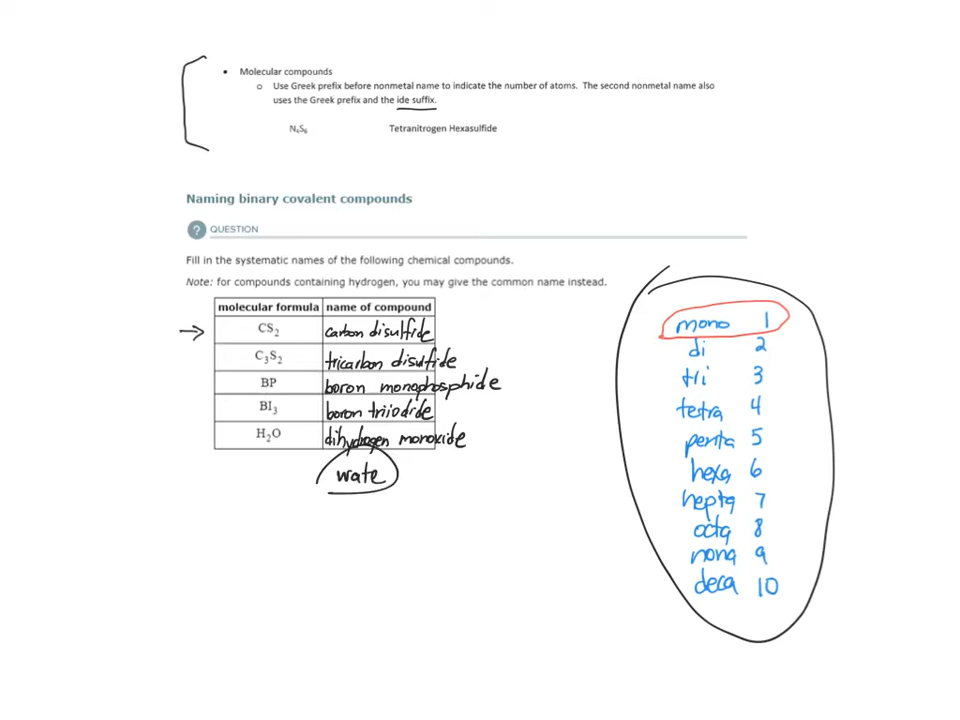 • Molecular compounds
o Use Greek prefix before nonmetal name to indicate the number of atoms. The second nonmetal name also
uses the Greek prefix and the ide suffix.
N₄S₆ Tetranitrogen Hexasulfide
Naming binary covalent compounds
? QUESTION
Fill in the systematic names of the following chemical compounds.
Note: for compounds containing hydrogen, you may give the common name instead.
molecular formula name of compound
→ CS₂ carbon disulfide
C₃S₂ tricarbon disulfide
BP boron monophosphide
BI₃ boron triiodide
H₂O dihydrogen monoxide
wate
mono 1
di 2
tri 3
tetra 4
penta 5
hexa 6
hepta 7
octa 8
nona 9
deca 10